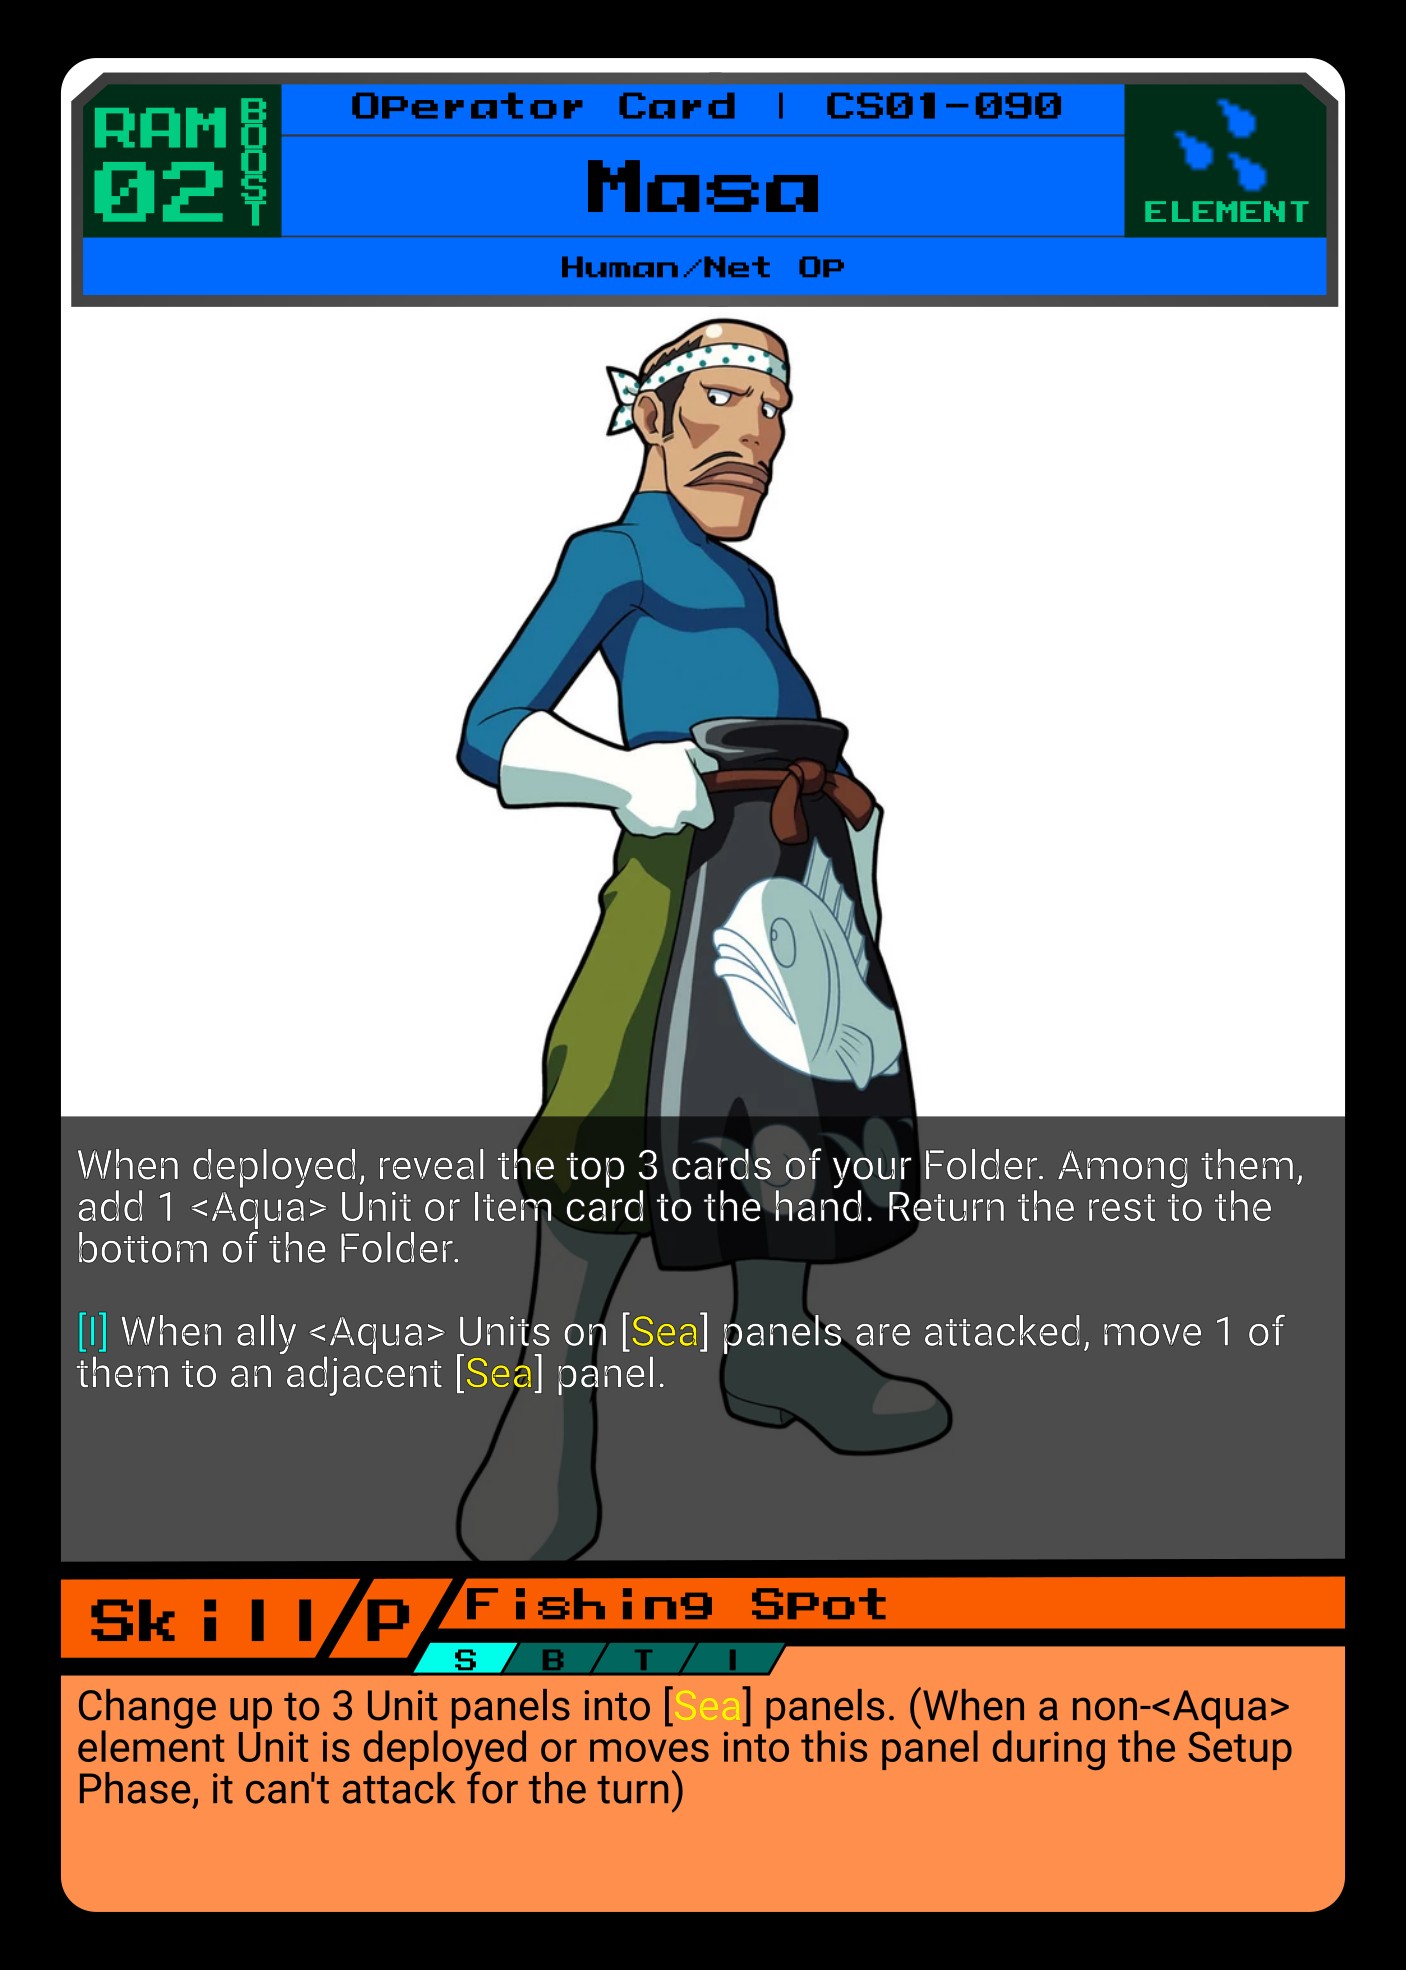 RAM
02
BOOST
Operator Card | CS01-090
Masa
ELEMENT
Human/Net Op
When deployed, reveal the top 3 cards of your Folder. Among them,
add 1 <Aqua> Unit or Item card to the hand. Return the rest to the
bottom of the Folder.
[I] When ally <Aqua> Units on [Sea] panels are attacked, move 1 of
them to an adjacent [Sea] panel.
Skill/P
Fishing Spot
S B T I
Change up to 3 Unit panels into [Sea] panels. (When a non-<Aqua>
element Unit is deployed or moves into this panel during the Setup
Phase, it can't attack for the turn)